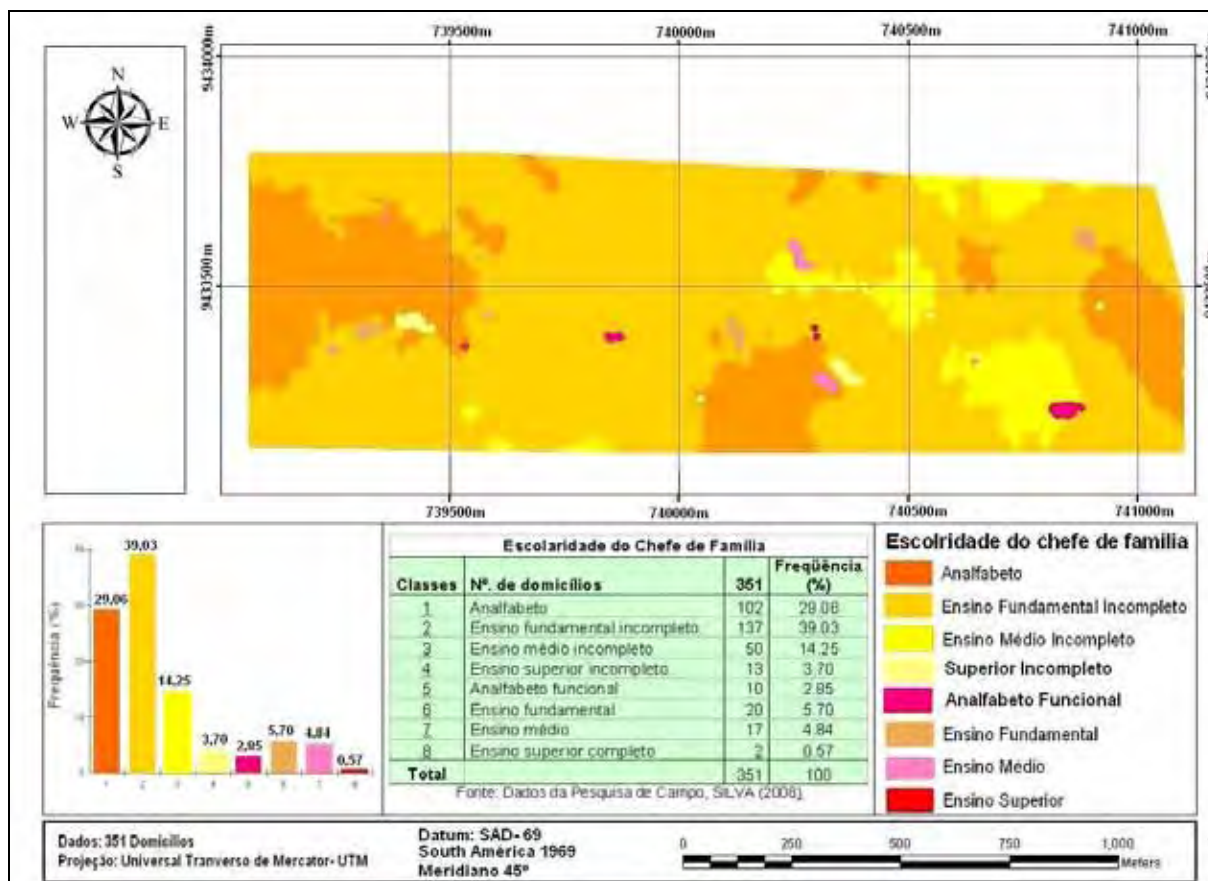 739500m 740000m 740500m 741000m
9434000m
N
W E
S
9433500m
739500m 740000m 740500m 741000m
Freqüência (%)
29,06
39,03
14,25
3,70
2,85
5,70
4,84
0,57
1 2 3 4 5 6 7 8
Escolaridade do Chefe de Família
Classes Nº. de domicílios 351 Freqüência (%)
1 Analfabeto 102 29.06
2 Ensino fundamental incompleto 137 39.03
3 Ensino médio incompleto 50 14.25
4 Ensino superior incompleto 13 3.70
5 Analfabeto funcional 10 2.85
6 Ensino fundamental 20 5.70
7 Ensino médio 17 4.84
8 Ensino superior completo 2 0.57
Total 351 100
Fonte: Dados da Pesquisa de Campo, SILVA (2008)
Escolridade do chefe de familia
Analfabeto
Ensino Fundamental Incompleto
Ensino Médio Incompleto
Superior Incompleto
Analfabeto Funcional
Ensino Fundamental
Ensino Médio
Ensino Superior
Dados: 351 Domicílios
Projeção: Universal Tranverso de Mercator- UTM
Datum: SAD- 69
South América 1969
Meridiano 45º
0 250 500 750 1,000
Meters